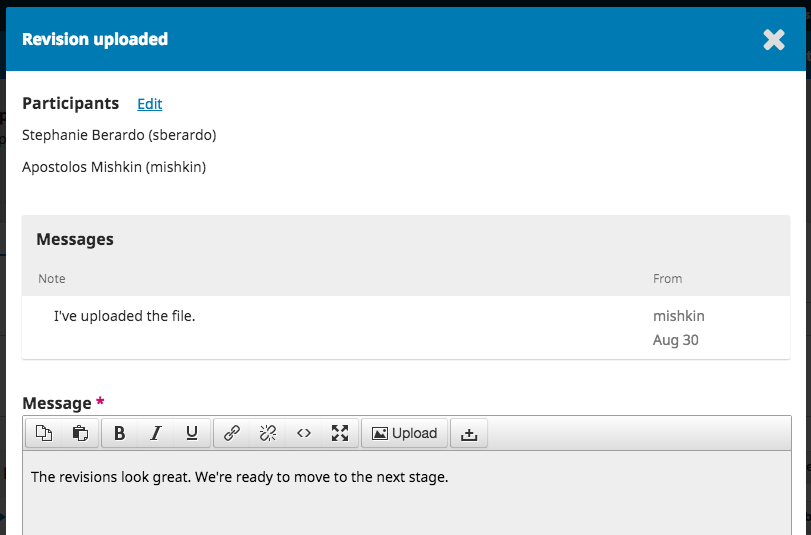 Revision uploaded
Participants Edit
Stephanie Berardo (sberardo)
Apostolos Mishkin (mishkin)
Messages
Note From
I've uploaded the file. mishkin
Aug 30
Message *
B I U <> Upload
The revisions look great. We're ready to move to the next stage.